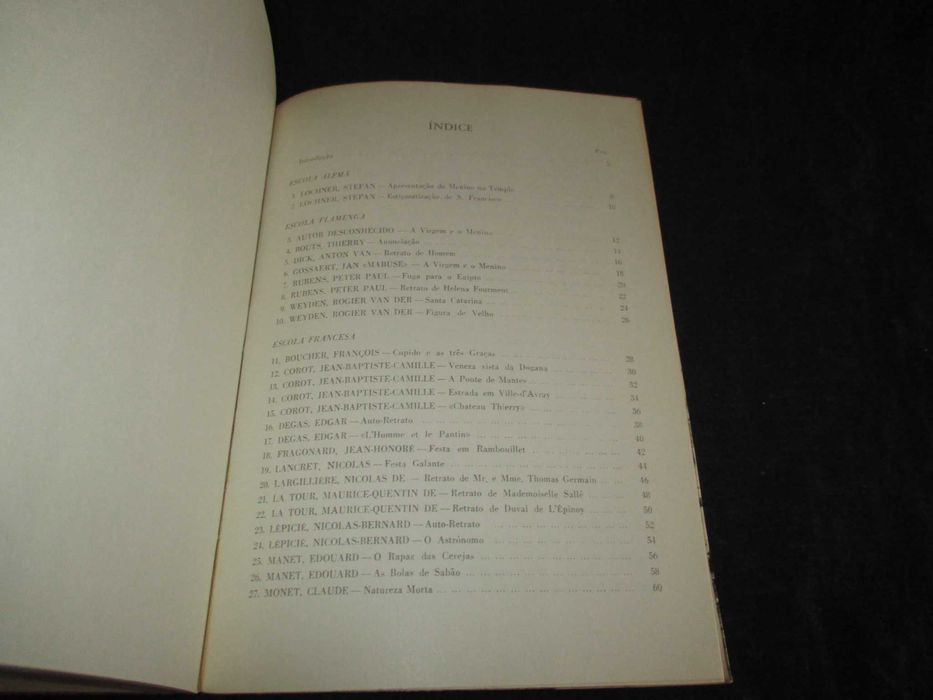 ÍNDICE
Pág.
Introdução 5
ESCOLA ALEMÃ
1. LOCHNER, STEFAN — Apresentação do Menino no Templo 8
2. LOCHNER, STEFAN — Estigmatização de S. Francisco 10
ESCOLA FLAMENGA
3. AUTOR DESCONHECIDO — A Virgem e o Menino 12
4. BOUTS, THIERRY — Anunciação 14
5. DICK, ANTON VAN — Retrato de Homem 16
6. GOSSAERT, JAN «MABUSE» — A Virgem e o Menino 18
7. RUBENS, PETER PAUL — Fuga para o Egipto 20
8. RUBENS, PETER PAUL — Retrato de Helena Fourment 22
9. WEYDEN, ROGIER VAN DER — Santa Catarina 24
10. WEYDEN, ROGIER VAN DER — Figura de Velho 26
ESCOLA FRANCESA
11. BOUCHER, FRANÇOIS — Cupido e as três Graças 28
12. COROT, JEAN-BAPTISTE-CAMILLE — Veneza vista da Dogana 30
13. COROT, JEAN-BAPTISTE-CAMILLE — A Ponte de Mantes 32
14. COROT, JEAN-BAPTISTE-CAMILLE — Estrada em Ville-d'Avray 34
15. COROT, JEAN-BAPTISTE-CAMILLE — «Chateau Thierry» 36
16. DEGAS, EDGAR — Auto-Retrato 38
17. DEGAS, EDGAR — «L'Homme et le Pantin» 40
18. FRAGONARD, JEAN-HONORÉ — Festa em Rambouillet 42
19. LANCRET, NICOLAS — Festa Galante 44
20. LARGILLIÈRE, NICOLAS DE — Retrato de Mr. e Mme. Thomas Germain 46
21. LA TOUR, MAURICE-QUENTIN DE — Retrato de Mademoiselle Sallé 48
22. LA TOUR, MAURICE-QUENTIN DE — Retrato de Duval de L'Épinoy 50
23. LÉPICIÉ, NICOLAS-BERNARD — Auto-Retrato 52
24. LÉPICIÉ, NICOLAS-BERNARD — O Astrónomo 54
25. MANET, EDOUARD — O Rapaz das Cerejas 56
26. MANET, EDOUARD — As Bolas de Sabão 58
27. MONET, CLAUDE — Natureza Morta 60